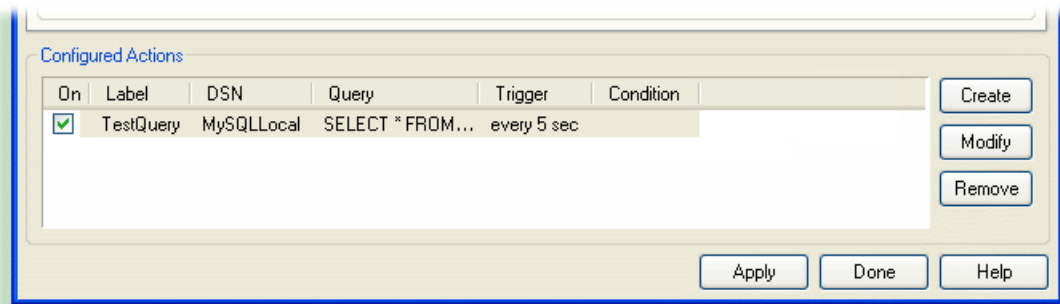 Configured Actions
On Label DSN Query Trigger Condition
TestQuery MySQLLocal SELECT * FROM... every 5 sec
Create
Modify
Remove
Apply Done Help